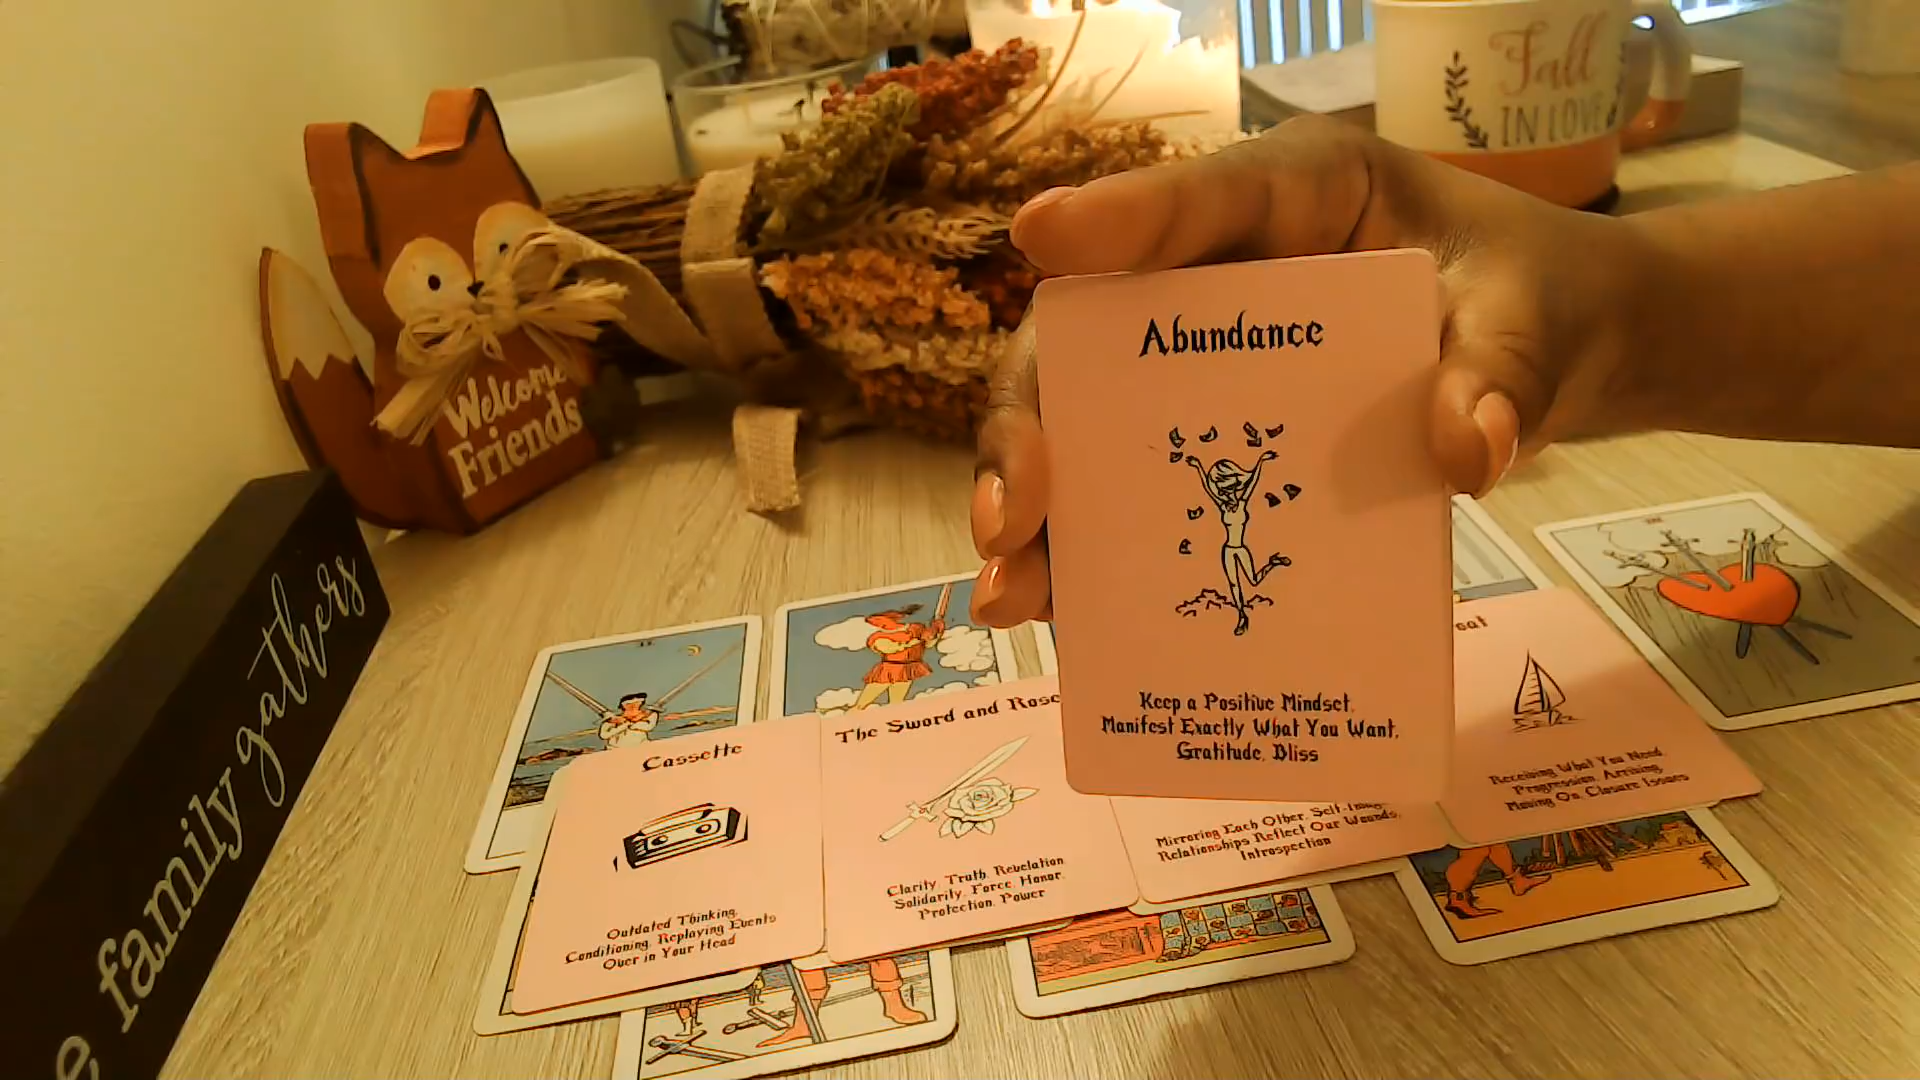 Fall
IN LOVE
Welcome
Friends
family gathers
Abundance
Keep a Positive Mindset,
Manifest Exactly What You Want,
Gratitude, Bliss
Cassette
Outdated Thinking,
Conditioning, Replaying Events
Over in Your Head
The Sword and Rose
Clarity, Truth, Revelation
Solidarity, Force, Honor,
Protection, Power
Mirroring Each Other, Self-Imag
Relationships Reflect Our Wounds,
Introspection
Receiving What You Need,
Progression, Arriving,
Moving On, Closure Issues